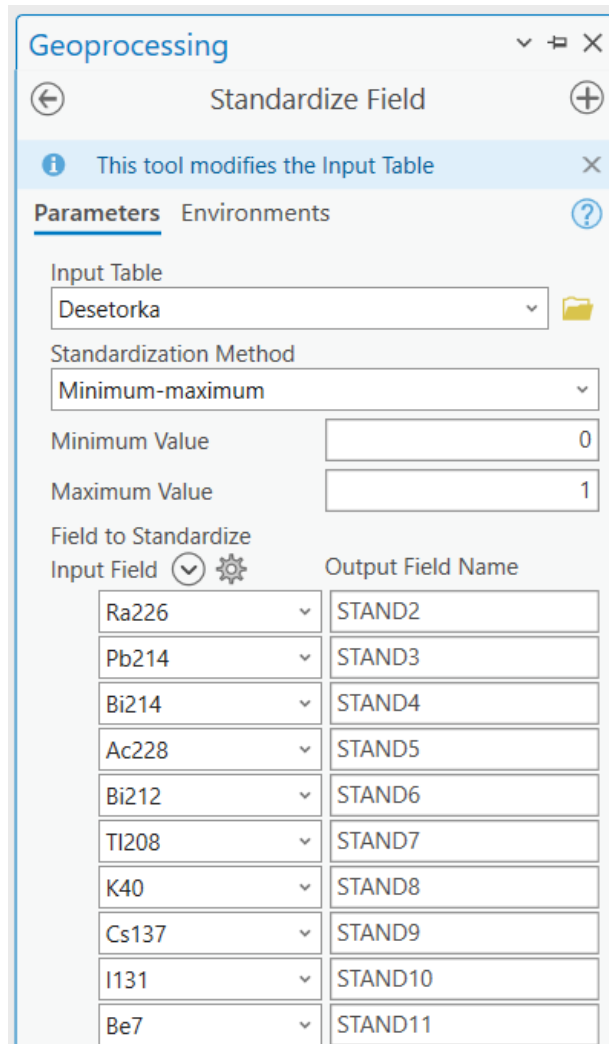 Geoprocessing
Standardize Field
This tool modifies the Input Table
Parameters Environments
Input Table
Desetorka
Standardization Method
Minimum-maximum
Minimum Value 0
Maximum Value 1
Field to Standardize
Input Field Output Field Name
Ra226 STAND2
Pb214 STAND3
Bi214 STAND4
Ac228 STAND5
Bi212 STAND6
Tl208 STAND7
K40 STAND8
Cs137 STAND9
I131 STAND10
Be7 STAND11